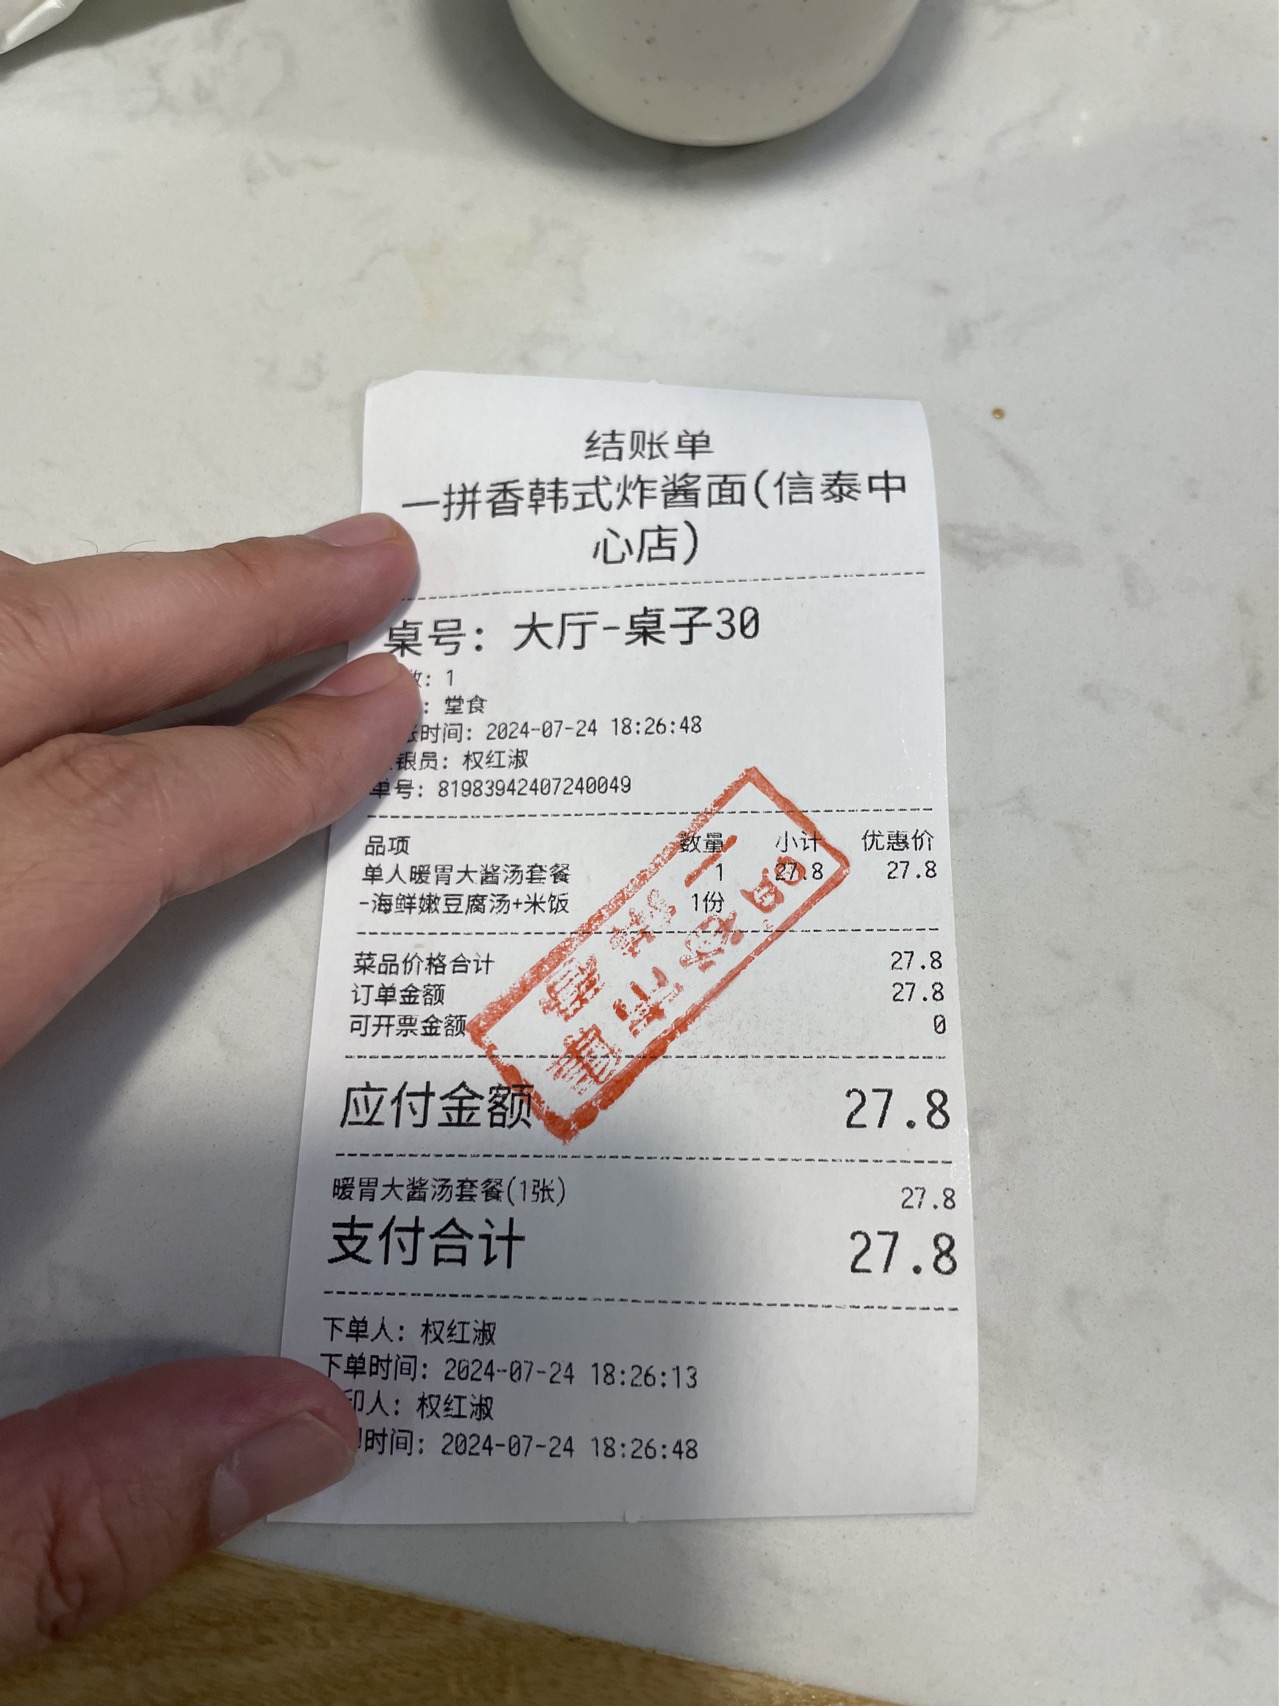 结账单
一拼香韩式炸酱面(信泰中
心店)
桌号: 大厅-桌子30
数: 1
: 堂食
账时间: 2024-07-24 18:26:48
银员: 权红淑
单号: 81983942407240049
品项 数量 小计 优惠价
单人暖胃大酱汤套餐 1 27.8 27.8
-海鲜嫩豆腐汤+米饭 1份
菜品价格合计 27.8
订单金额 27.8
可开票金额 0
应付金额 27.8
暖胃大酱汤套餐(1张) 27.8
支付合计 27.8
下单人: 权红淑
下单时间: 2024-07-24 18:26:13
印人: 权红淑
时间: 2024-07-24 18:26:48